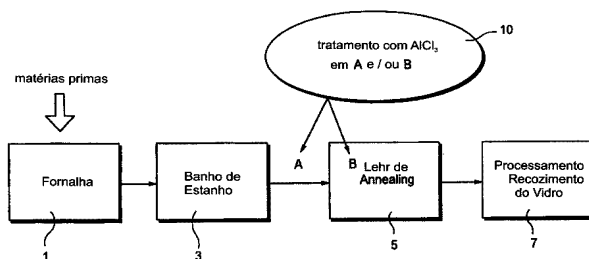 tratamento com AlCl₃
em A e / ou B
10
matérias primas
A
B
Fornalha
Banho de
Estanho
Lehr de
Annealing
Processamento
Recozimento
do Vidro
1
3
5
7